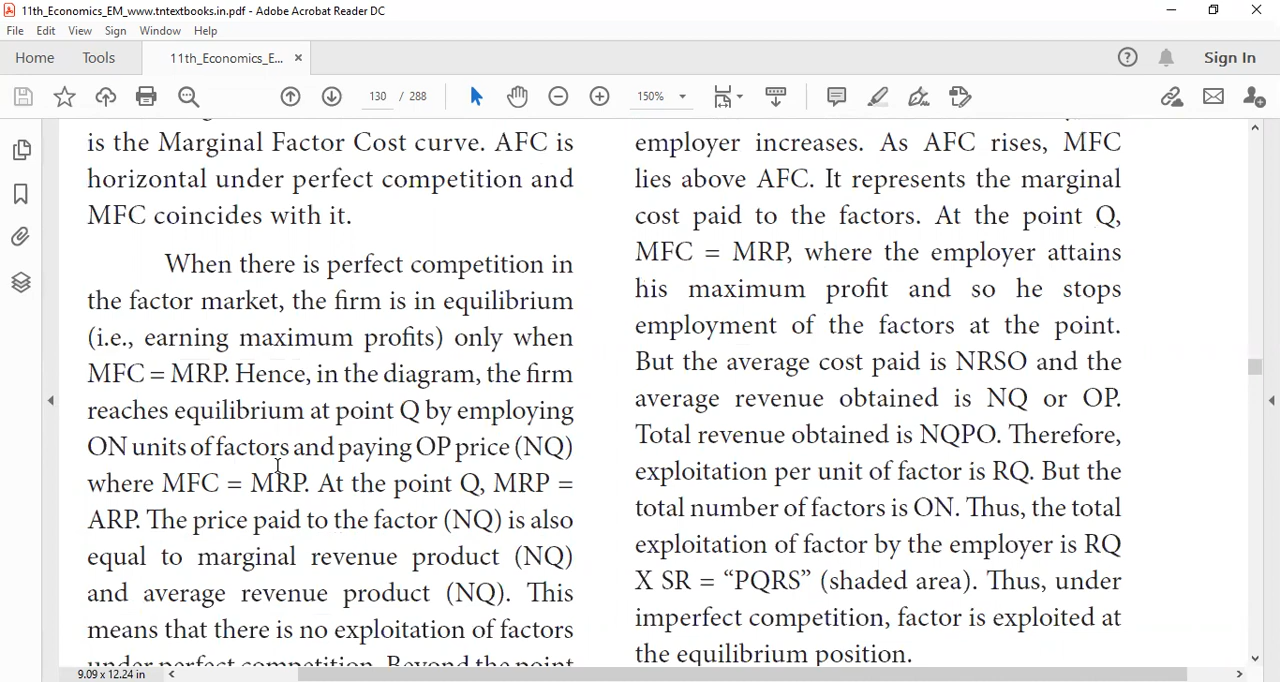 11th_Economics_EM_www.tntextbooks.in.pdf - Adobe Acrobat Reader DC
File Edit View Sign Window Help
Home Tools 11th_Economics_E... × Sign In
130 / 288 150%
is the Marginal Factor Cost curve. AFC is
horizontal under perfect competition and
MFC coincides with it.
When there is perfect competition in
the factor market, the firm is in equilibrium
(i.e., earning maximum profits) only when
MFC = MRP. Hence, in the diagram, the firm
reaches equilibrium at point Q by employing
ON units of factors and paying OP price (NQ)
where MFC = MRP. At the point Q, MRP =
ARP. The price paid to the factor (NQ) is also
equal to marginal revenue product (NQ)
and average revenue product (NQ). This
means that there is no exploitation of factors
under perfect competition. Beyond the point
employer increases. As AFC rises, MFC
lies above AFC. It represents the marginal
cost paid to the factors. At the point Q,
MFC = MRP, where the employer attains
his maximum profit and so he stops
employment of the factors at the point.
But the average cost paid is NRSO and the
average revenue obtained is NQ or OP.
Total revenue obtained is NQPO. Therefore,
exploitation per unit of factor is RQ. But the
total number of factors is ON. Thus, the total
exploitation of factor by the employer is RQ
X SR = “PQRS” (shaded area). Thus, under
imperfect competition, factor is exploited at
the equilibrium position.
9.09 x 12.24 in